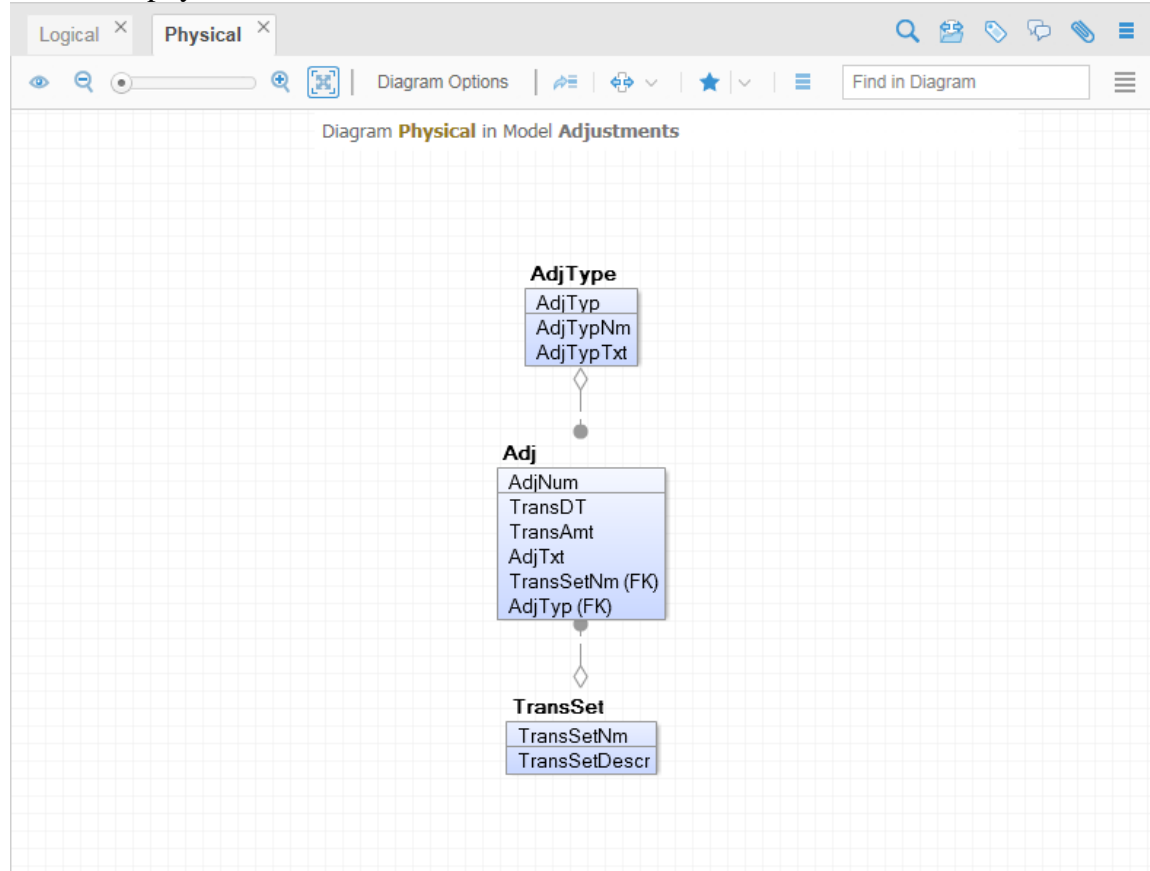 Logical
Physical
Diagram Options
Find in Diagram
Diagram Physical in Model Adjustments
AdjType
AdjTyp
AdjTypNm
AdjTypTxt
Adj
AdjNum
TransDT
TransAmt
AdjTxt
TransSetNm (FK)
AdjTyp (FK)
TransSet
TransSetNm
TransSetDescr